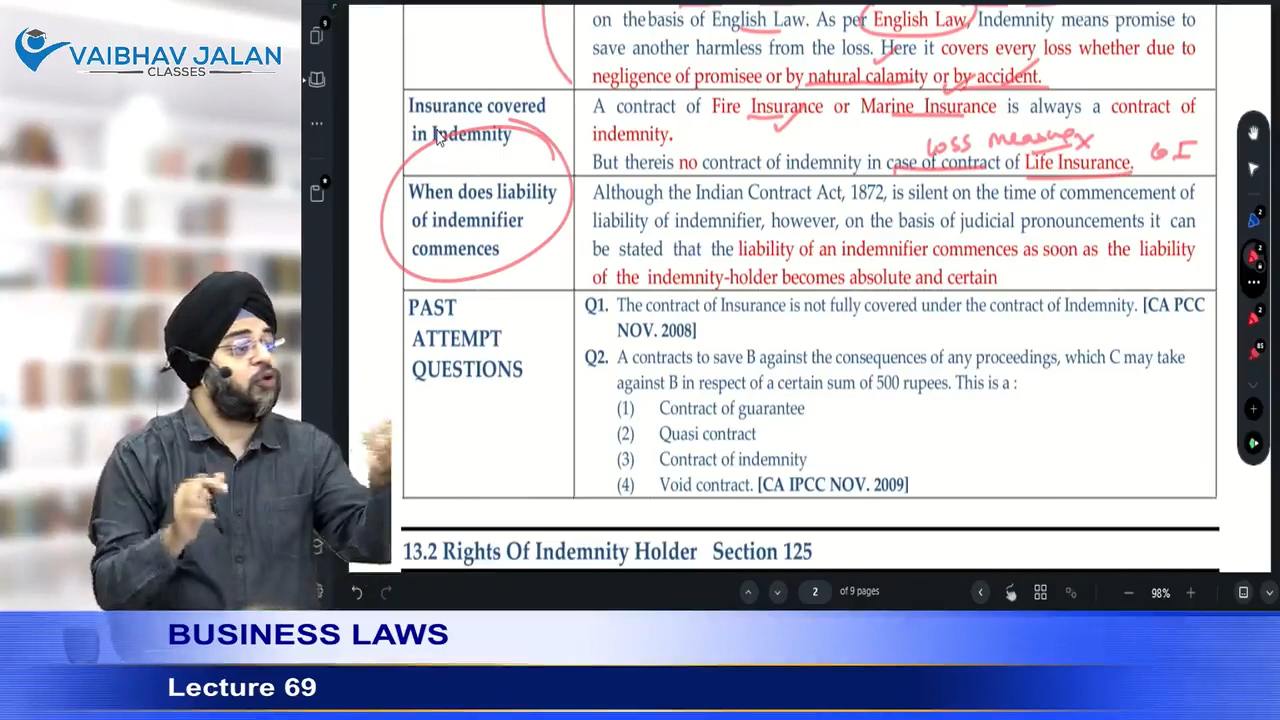 VAIBHAV JALAN
CLASSES
on thebasis of English Law. As per English Law, Indemnity means promise to
save another harmless from the loss. Here it covers every loss whether due to
negligence of promisee or by natural calamity or by accident.
Insurance covered
in Indemnity
A contract of Fire Insurance or Marine Insurance is always a contract of
indemnity.
loss measure x
GI
But thereis no contract of indemnity in case of contract of Life Insurance.
When does liability
of indemnifier
commences
Although the Indian Contract Act, 1872, is silent on the time of commencement of
liability of indemnifier, however, on the basis of judicial pronouncements it can
be stated that the liability of an indemnifier commences as soon as the liability
of the indemnity-holder becomes absolute and certain
PAST
ATTEMPT
QUESTIONS
Q1. The contract of Insurance is not fully covered under the contract of Indemnity. [CA PCC
NOV. 2008]
Q2. A contracts to save B against the consequences of any proceedings, which C may take
against B in respect of a certain sum of 500 rupees. This is a :
(1) Contract of guarantee
(2) Quasi contract
(3) Contract of indemnity
(4) Void contract. [CA IPCC NOV. 2009]
13.2 Rights Of Indemnity Holder Section 125
2 of 9 pages
98%
BUSINESS LAWS
Lecture 69